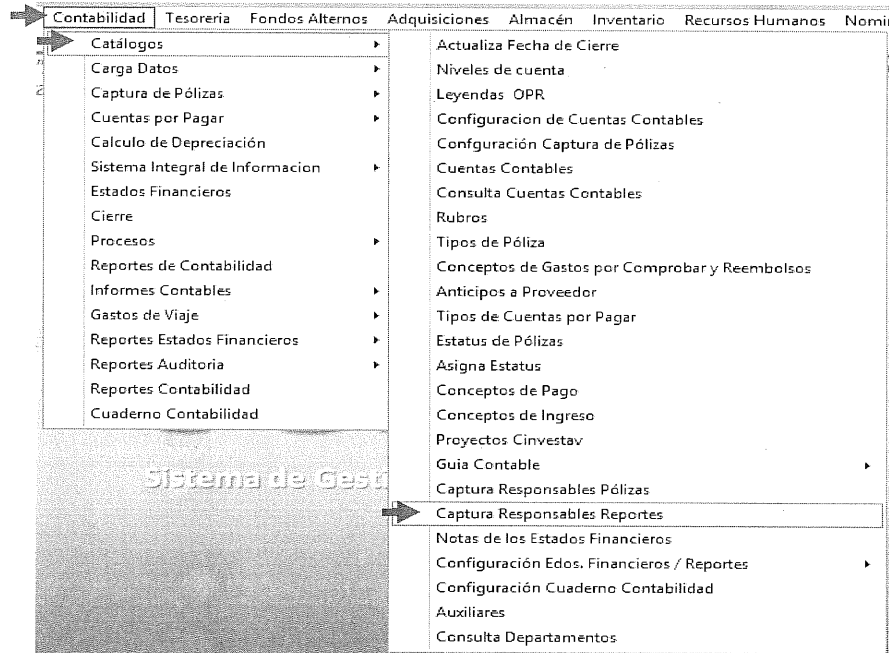 Contabilidad Tesoreria Fondos Alternos Adquisiciones Almacén Inventario Recursos Humanos Nomi
Catálogos
Carga Datos
Captura de Pólizas
Cuentas por Pagar
Calculo de Depreciación
Sistema Integral de Informacion
Estados Financieros
Cierre
Procesos
Reportes de Contabilidad
Informes Contables
Gastos de Viaje
Reportes Estados Financieros
Reportes Auditoria
Reportes Contabilidad
Cuaderno Contabilidad
Sistema de Gesti
Actualiza Fecha de Cierre
Niveles de cuenta
Leyendas OPR
Configuracion de Cuentas Contables
Confguración Captura de Pólizas
Cuentas Contables
Consulta Cuentas Contables
Rubros
Tipos de Póliza
Conceptos de Gastos por Comprobar y Reembolsos
Anticipos a Proveedor
Tipos de Cuentas por Pagar
Estatus de Pólizas
Asigna Estatus
Conceptos de Pago
Conceptos de Ingreso
Proyectos Cinvestav
Guia Contable
Captura Responsables Pólizas
Captura Responsables Reportes
Notas de los Estados Financieros
Configuración Edos. Financieros / Reportes
Configuración Cuaderno Contabilidad
Auxiliares
Consulta Departamentos